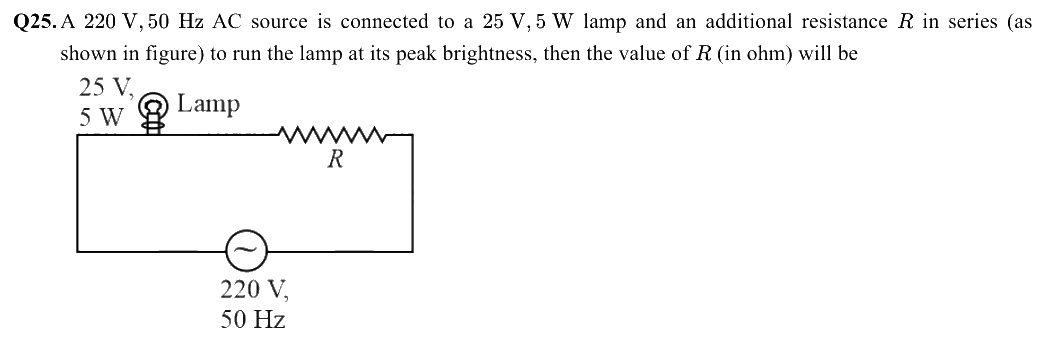 Q25. A 220 V, 50 Hz AC source is connected to a 25 V, 5 W lamp and an additional resistance R in series (as
shown in figure) to run the lamp at its peak brightness, then the value of R (in ohm) will be
25 V,
5 W
Lamp
R
~
220 V,
50 Hz